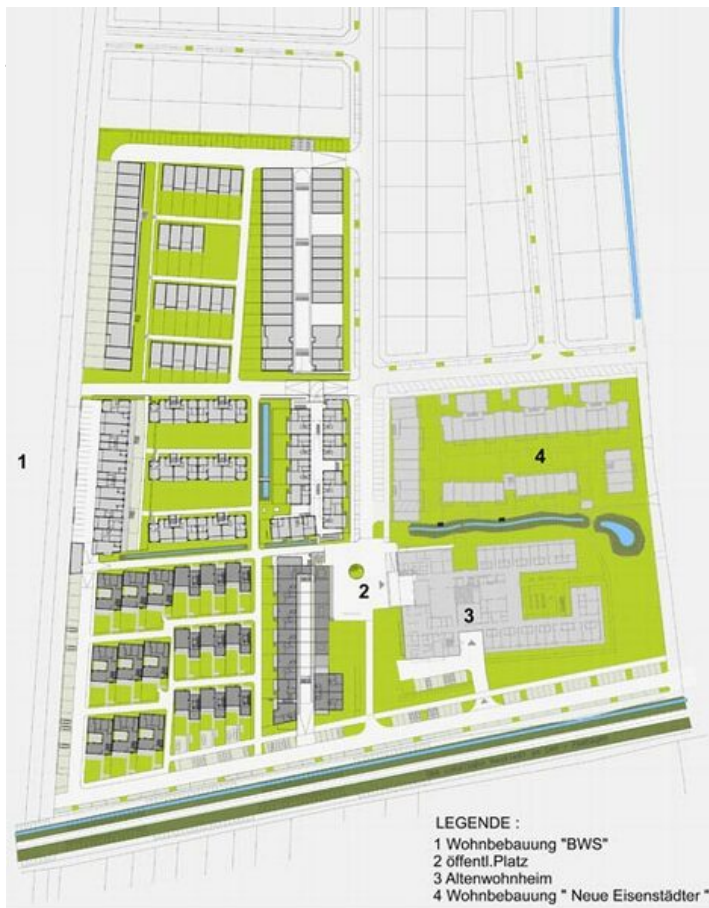 1
4
2
3
LEGENDE :
1 Wohnbebauung "BWS"
2 öffentl.Platz
3 Altenwohnheim
4 Wohnbebauung " Neue Eisenstädter "